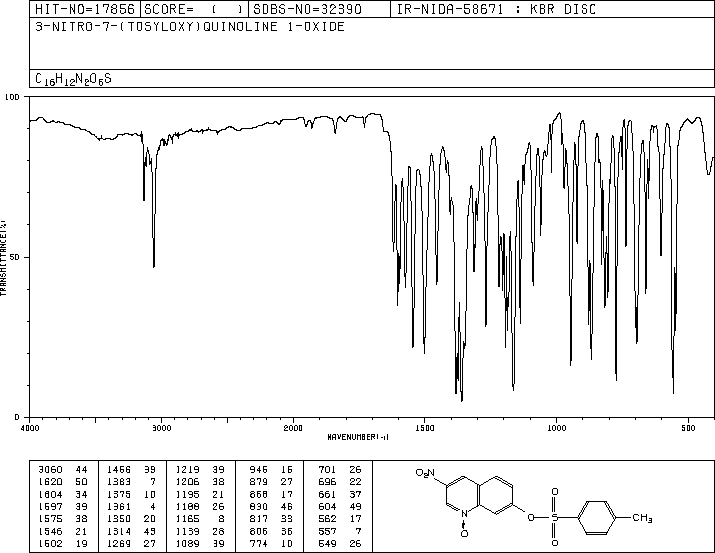 HIT-NO=17856 SCORE= ( ) SDBS-NO=32390 IR-NIDA-58671 : KBR DISC
3-NITRO-7-(TOSYLOXY)QUINOLINE 1-OXIDE
C16H12N2O6S
100
TRANSMITTANCE(%)
50
0
4000 3000 2000 1500 1000 500
WAVENUMBER(-1)
3060 44 1456 39 1219 39 945 15 701 26
1620 50 1383 7 1206 38 879 27 696 22
1604 34 1375 10 1195 21 868 17 661 37
1597 39 1361 4 1188 26 830 46 604 49
1575 38 1350 20 1165 8 817 33 562 17
1546 21 1314 49 1139 28 806 36 557 7
1502 19 1269 27 1089 39 774 10 549 26
O2N
N
O
O
S
O
O
CH3